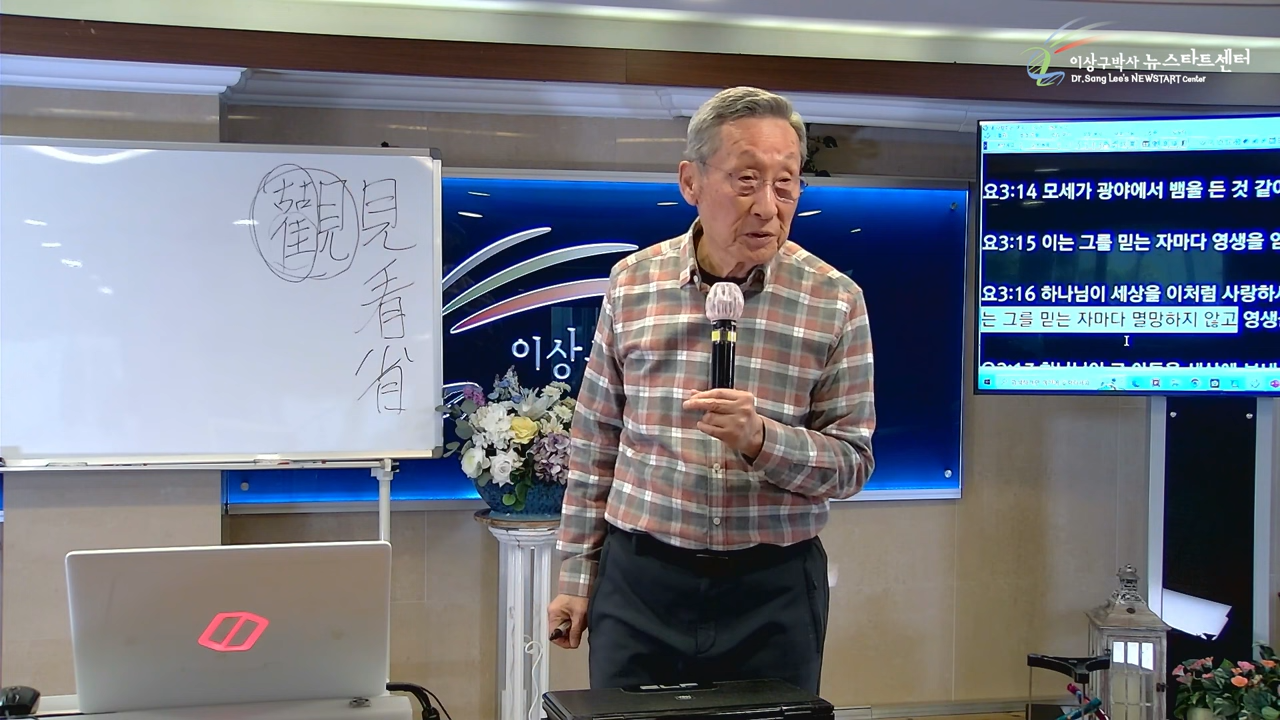 이상구박사 뉴스타트센터
Dr. Sang Lee's NEWSTART Center
觀見
看
省
이상
요3:14 모세가 광야에서 뱀을 든 것 같이
요3:15 이는 그를 믿는 자마다 영생을
요3:16 하나님이 세상을 이처럼 사랑하사
는 그를 믿는 자마다 멸망하지 않고 영생